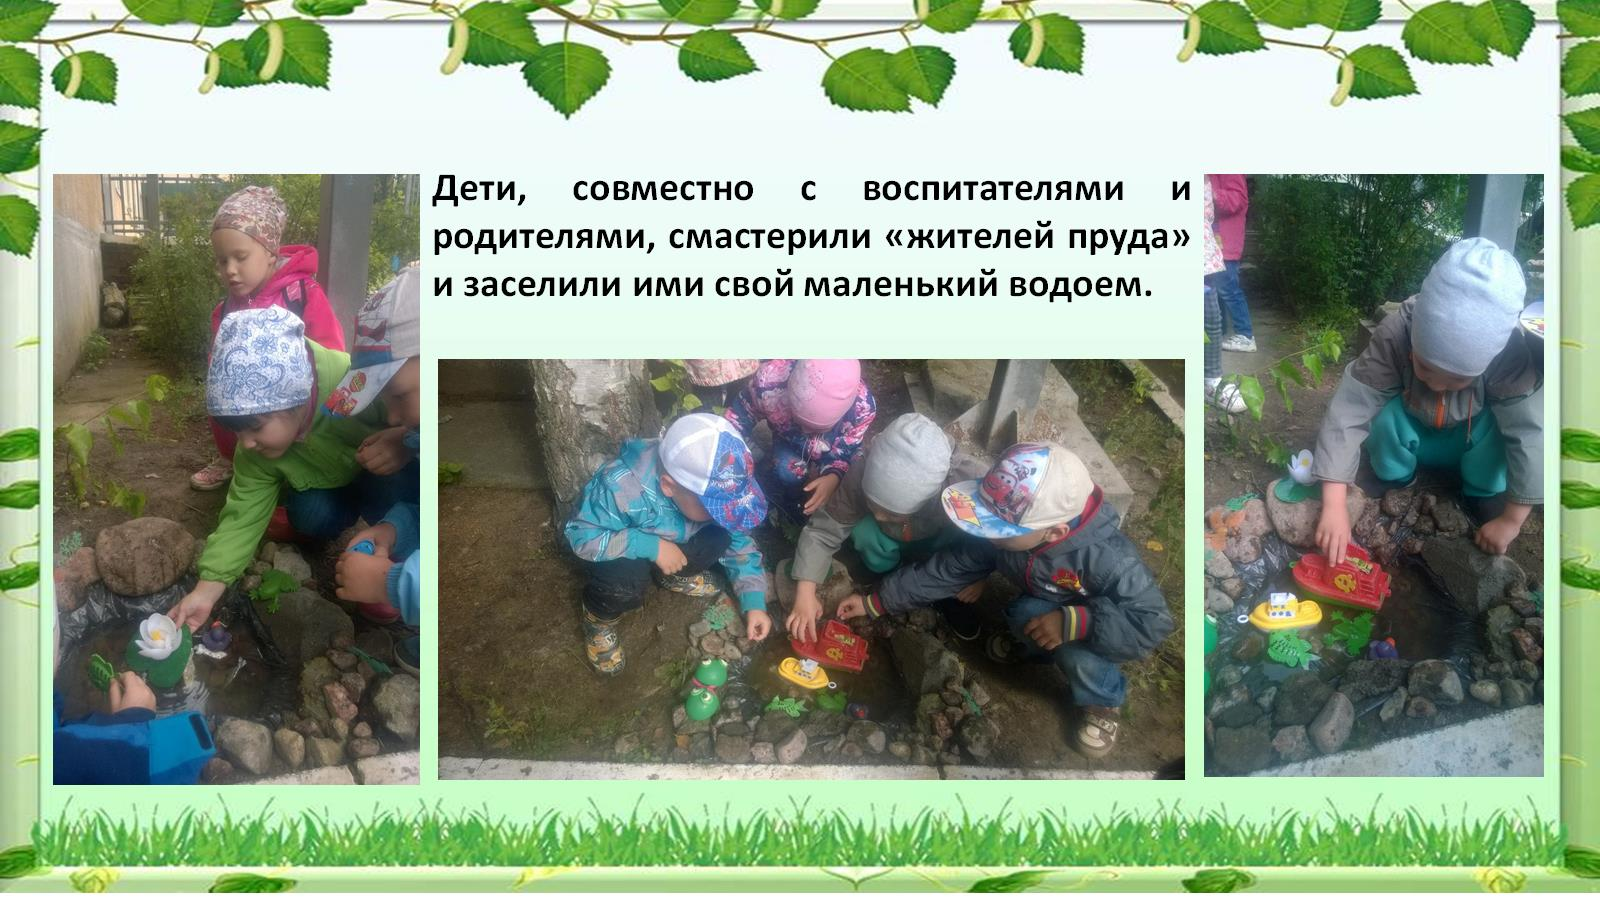 Дети, совместно с воспитателями и
родителями, смастерили «жителей пруда»
и заселили ими свой маленький водоем.